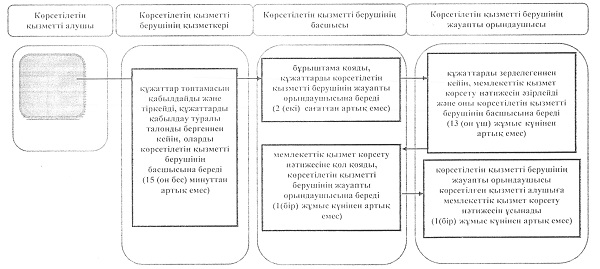 Көрсетілетін
қызметті алушы
Көрсетілетін қызметті
берушінің қызметкері
Көрсетілетін қызметті берушінің
басшысы
Көрсетілетін қызметті берушінің
жауапты орындаушысы
құжаттар топтамасын
қабылдайды және
тіркейді, құжаттарды
қабылдау туралы
талонды бергеннен
кейін, оларды
көрсетілетін қызметті
берушінің
басшысына береді
(15 (он бес) минуттан
артық емес)
бұрыштама қояды,
құжаттарды көрсетілетін
қызметті берушінің жауапты
орындаушысына береді
(2 (екі) сағаттан артық емес)
құжаттарды зерделегеннен
кейін, мемлекеттік қызмет
көрсету нәтижесін әзірлейді
және оны көрсетілетін қызметті
берушінің басшысына береді
(13 (он үш) жұмыс күнінен
артық емес)
мемлекеттік қызмет көрсету
нәтижесіне қол қояды,
көрсетілетін қызметті
берушінің жауапты
орындаушысына береді
(1(бір) жұмыс күнінен артық
емес)
көрсетілетін қызметті берушінің
жауапты орындаушысы
көрсетілген қызметті алушыға
мемлекеттік қызмет көрсету
нәтижесін ұсынады
(1(бір) жұмыс күнінен артық емес)